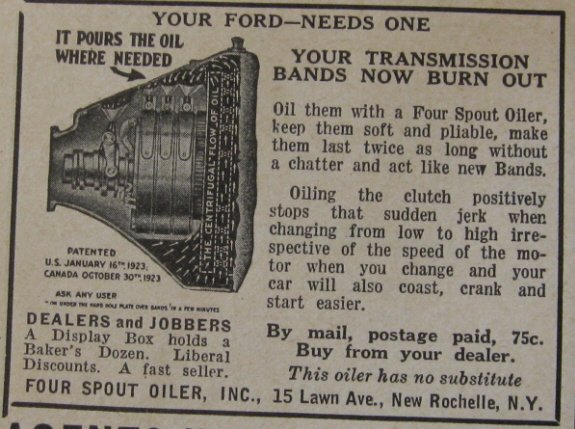 YOUR FORD—NEEDS ONE
IT POURS THE OIL
WHERE NEEDED
THE CENTRIFUGAL FLOW OF OIL
PATENTED
U.S. JANUARY 16TH, 1923,
CANADA OCTOBER 30TH, 1923
ASK ANY USER
DEALERS and JOBBERS
A Display Box holds a
Baker's Dozen. Liberal
Discounts. A fast seller.
YOUR TRANSMISSION
BANDS NOW BURN OUT
Oil them with a Four Spout Oiler,
keep them soft and pliable, make
them last twice as long without
a chatter and act like new Bands.
Oiling the clutch positively
stops that sudden jerk when
changing from low to high irre-
spective of the speed of the mo-
tor when you change and your
car will also coast, crank and
start easier.
By mail, postage paid, 75c.
Buy from your dealer.
This oiler has no substitute
FOUR SPOUT OILER, INC., 15 Lawn Ave., New Rochelle, N.Y.